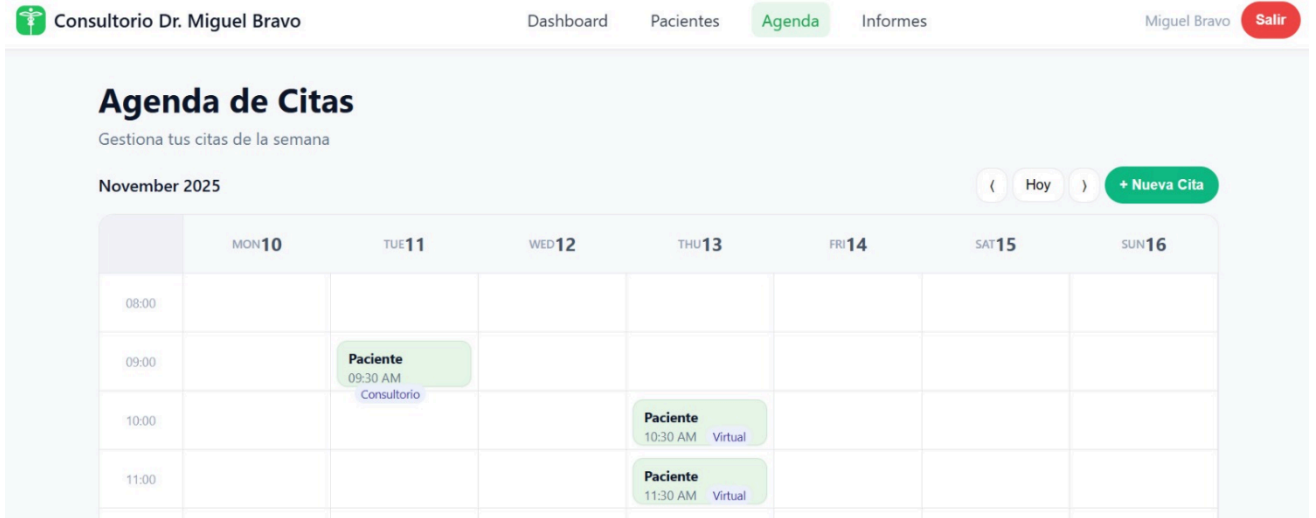 Consultorio Dr. Miguel Bravo Dashboard Pacientes Agenda Informes Miguel Bravo Salir
Agenda de Citas
Gestiona tus citas de la semana
November 2025 ⟨ Hoy ⟩ + Nueva Cita
MON10 TUE11 WED12 THU13 FRI14 SAT15 SUN16
08:00
09:00
Paciente
09:30 AM
Consultorio
10:00
Paciente
10:30 AM Virtual
11:00
Paciente
11:30 AM Virtual